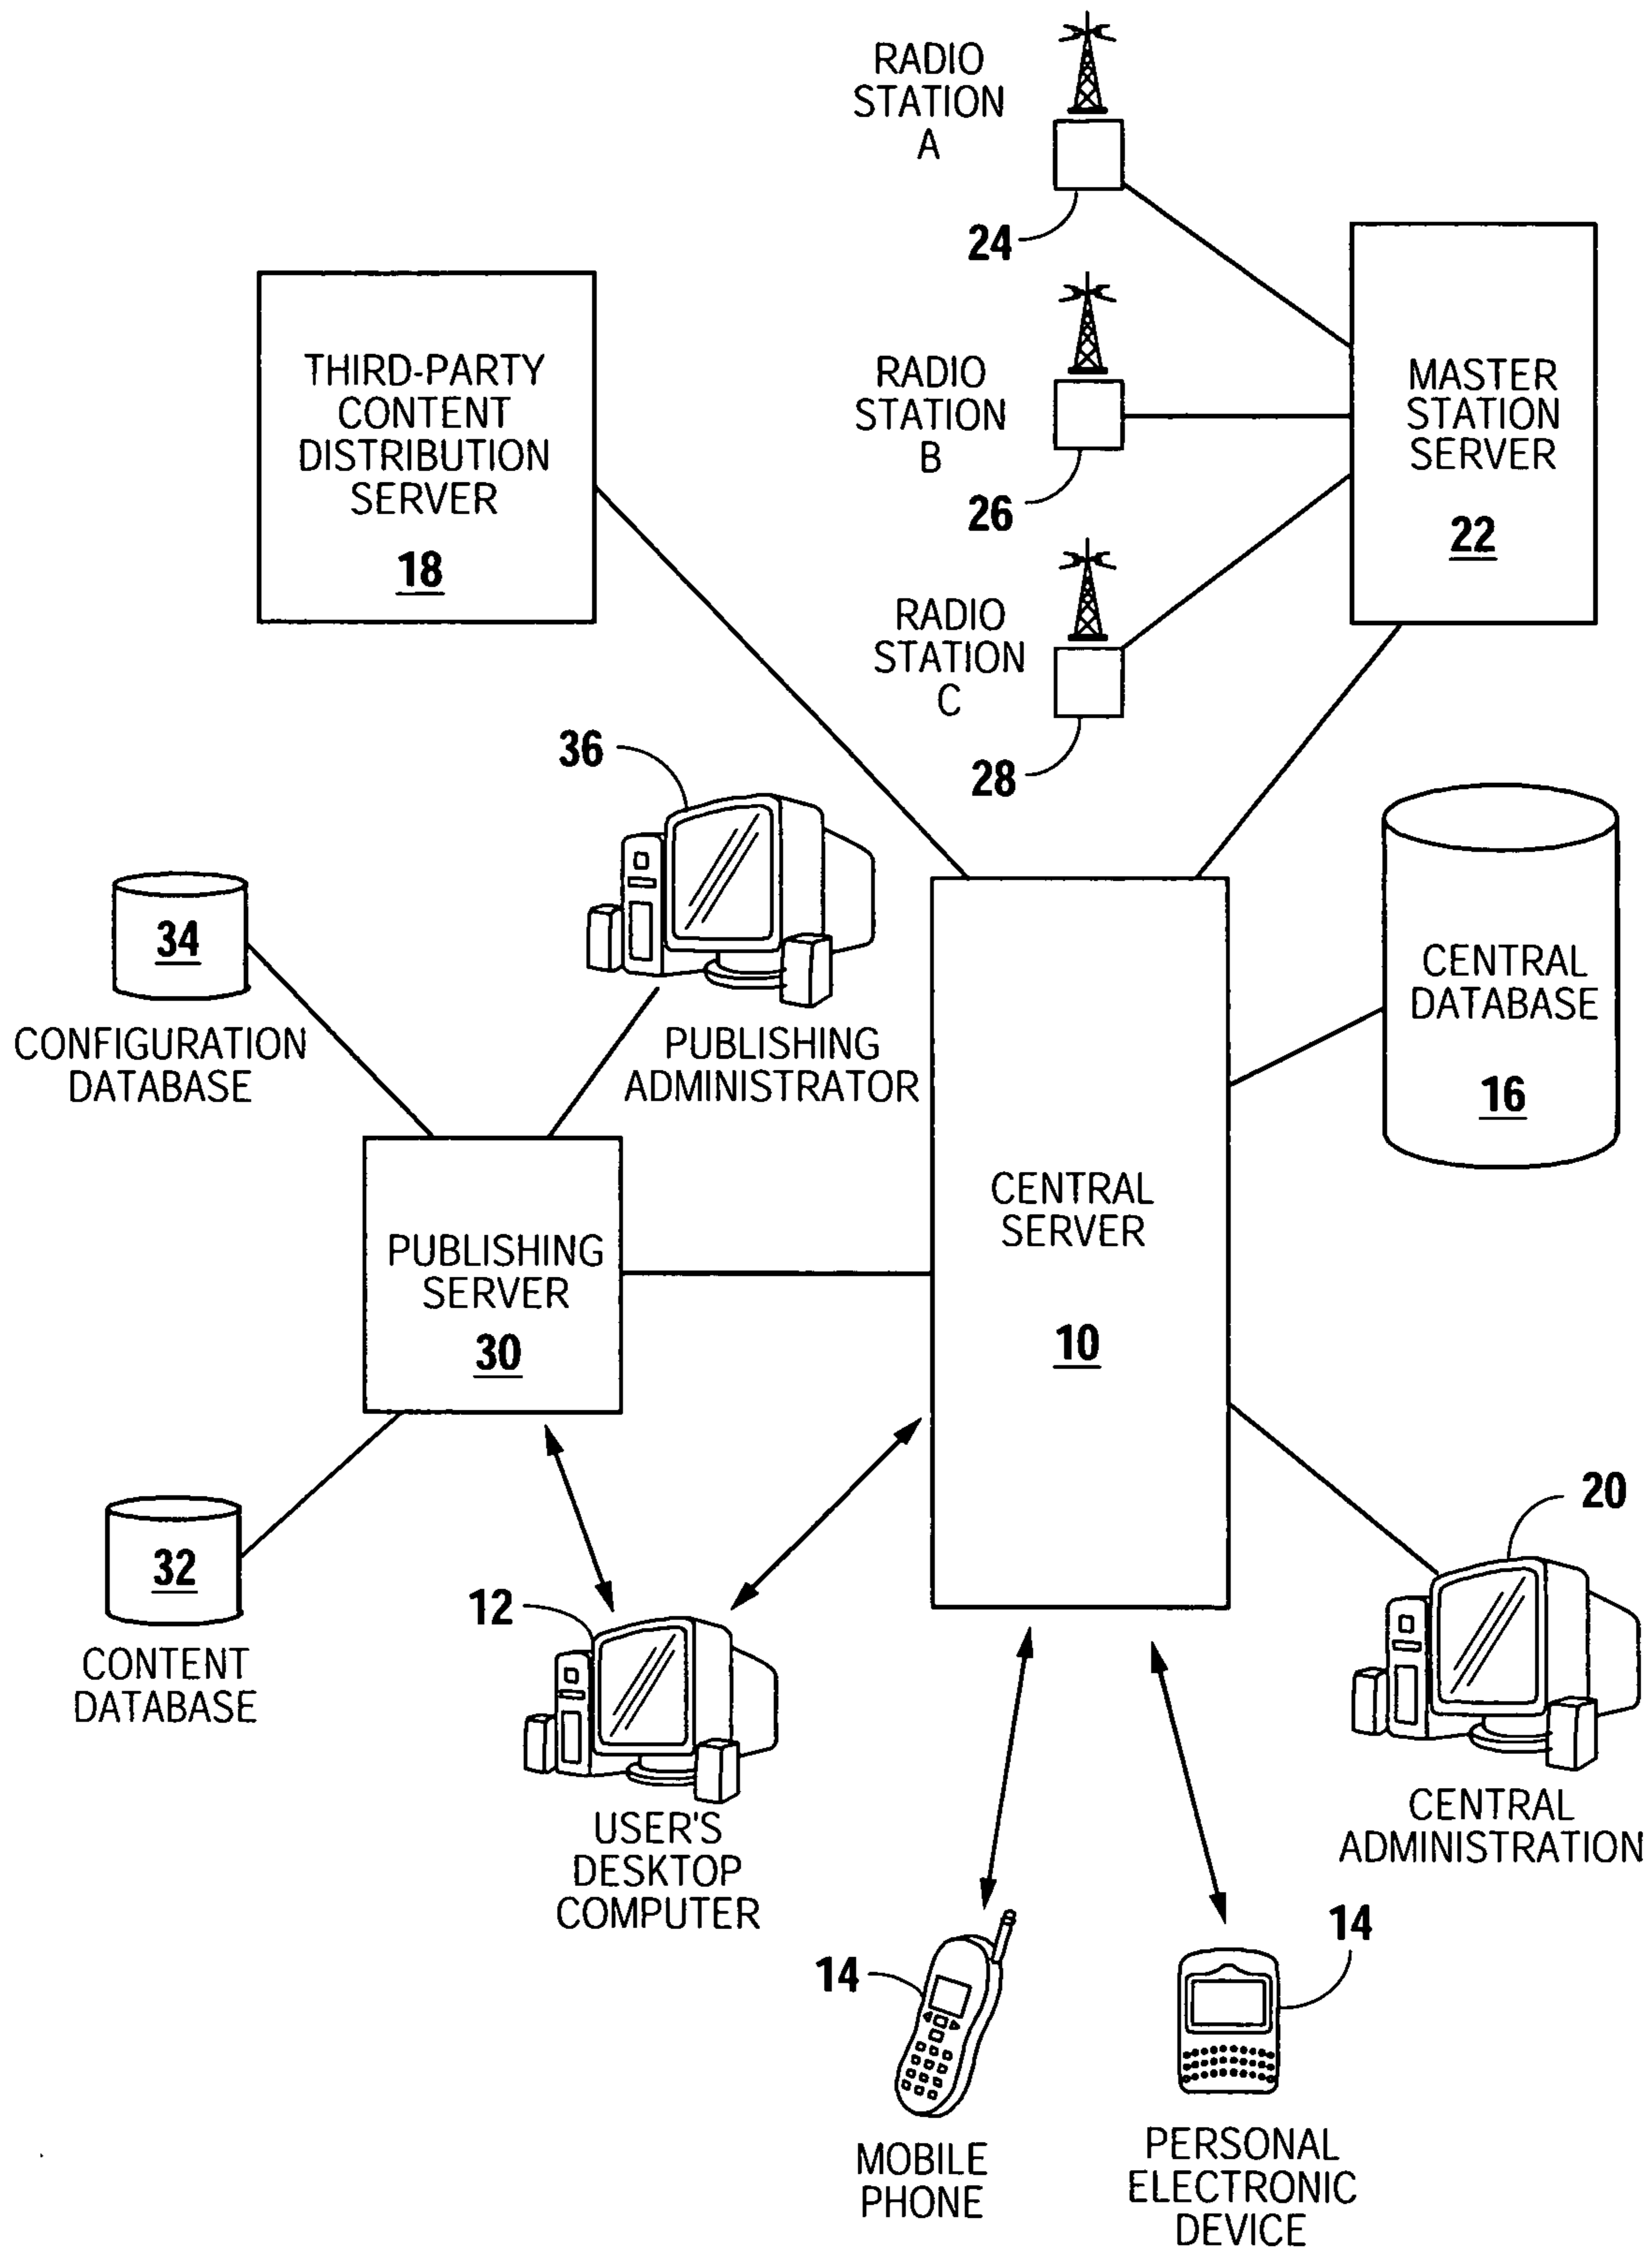 RADIO
STATION
A
24
THIRD-PARTY
CONTENT
DISTRIBUTION
SERVER
18
RADIO
STATION
B
26
MASTER
STATION
SERVER
22
RADIO
STATION
C
28
36
34
CONFIGURATION
DATABASE
PUBLISHING
ADMINISTRATOR
CENTRAL
DATABASE
16
PUBLISHING
SERVER
30
CENTRAL
SERVER
10
32
CONTENT
DATABASE
12
USER'S
DESKTOP
COMPUTER
20
CENTRAL
ADMINISTRATION
14
MOBILE
PHONE
14
PERSONAL
ELECTRONIC
DEVICE